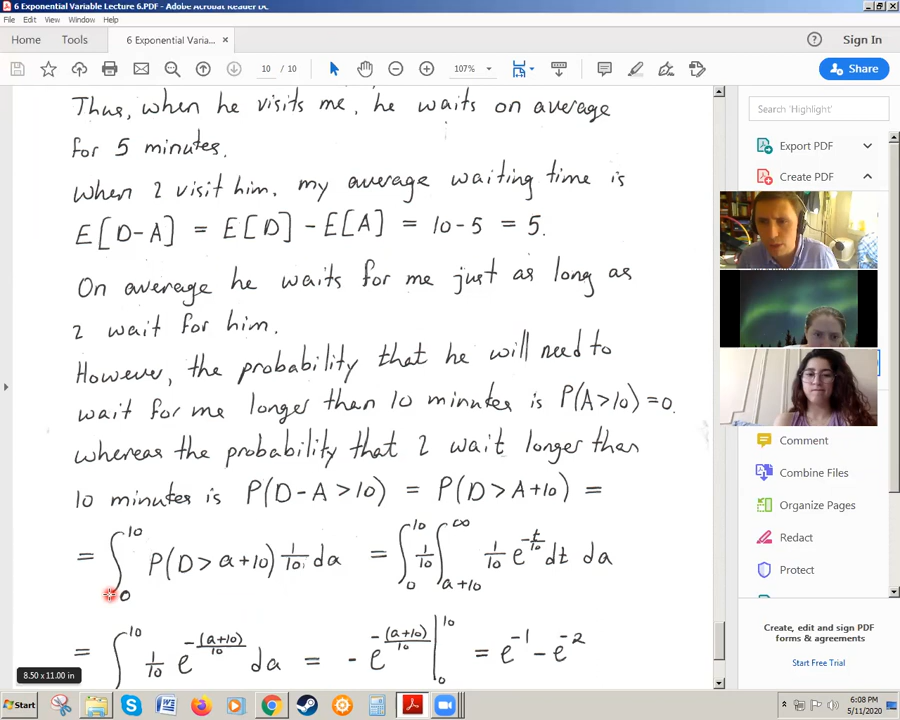 6 Exponential Variable Lecture 6.PDF - Adobe Acrobat Reader DC
File Edit View Window Help
Home Tools 6 Exponential Varia... × Sign In
10 / 10 107% Share
Thus, when he visits me, he waits on average
for 5 minutes.
When I visit him, my average waiting time is
E[D-A] = E[D] - E[A] = 10 - 5 = 5.
On average he waits for me just as long as
I wait for him.
However, the probability that he will need to
wait for me longer than 10 minutes is P(A>10) = 0.
whereas the probability that I wait longer than
10 minutes is P(D-A>10) = P(D>A+10) =
= ∫₀¹⁰ P(D>a+10) 1/10 da = ∫₀¹⁰ 1/10 ∫_{a+10}^∞ 1/10 e^{-t/10} dt da
= ∫₀¹⁰ 1/10 e^{-(a+10)/10} da = -e^{-(a+10)/10} |₀¹⁰ = e^{-1} - e^{-2}
8.50 x 11.00 in
Search 'Highlight'
Export PDF
Create PDF
Comment
Combine Files
Organize Pages
Redact
Protect
Create, edit and sign PDF
forms & agreements
Start Free Trial
Start
6:08 PM
5/11/2020